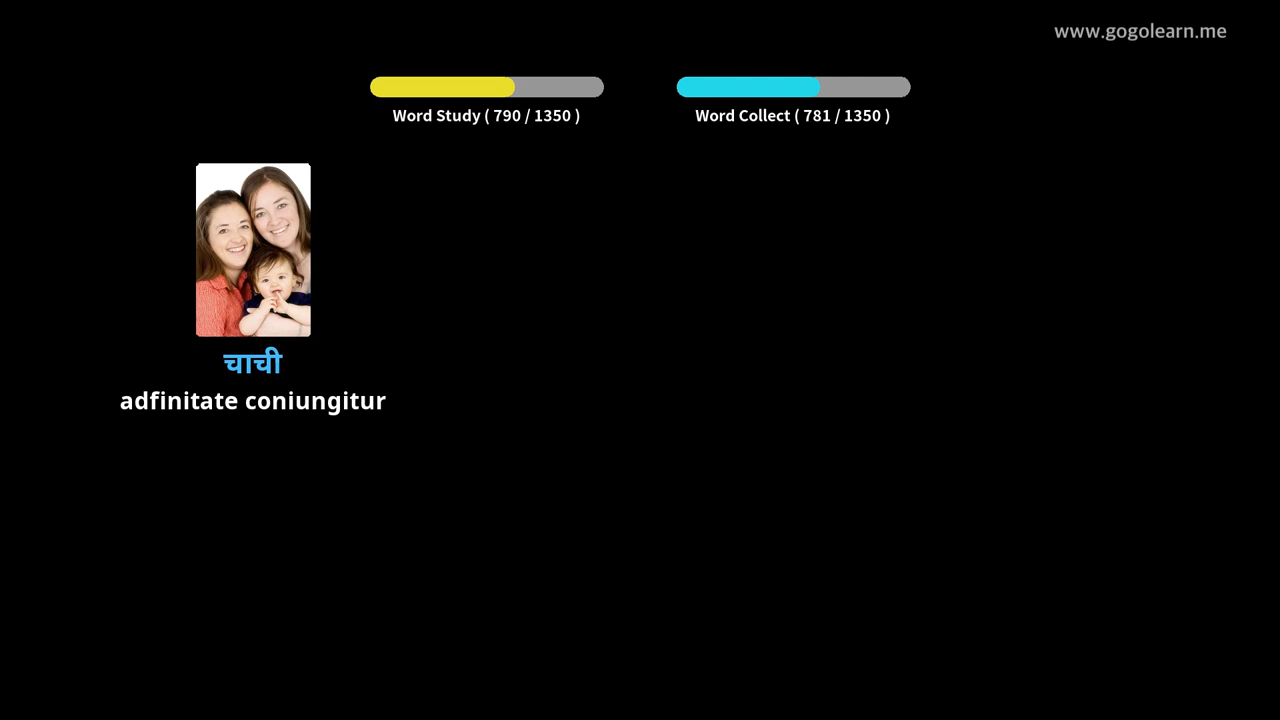 www.gogolearn.me
Word Study ( 790 / 1350 )
Word Collect ( 781 / 1350 )
चाची
adfinitate coniungitur